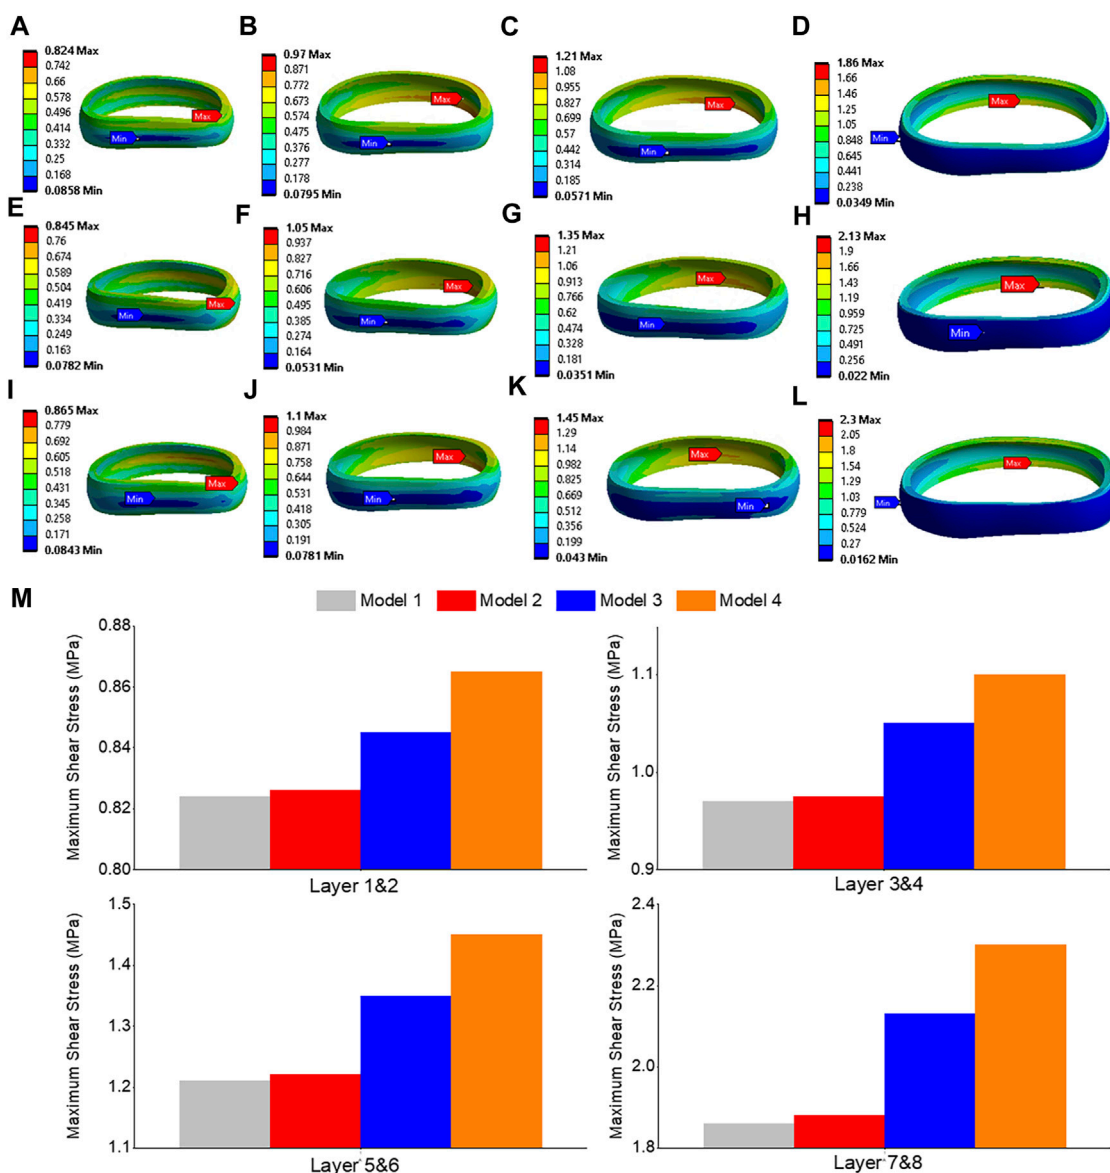 A
0.824 Max
0.742
0.66
0.578
0.496
0.414
0.332
0.25
0.168
0.0858 Min
Max
Min
B
0.97 Max
0.871
0.772
0.673
0.574
0.475
0.376
0.277
0.178
0.0795 Min
Max
Min
C
1.21 Max
1.08
0.955
0.827
0.699
0.57
0.442
0.314
0.185
0.0571 Min
Max
Min
D
1.86 Max
1.66
1.46
1.25
1.05
0.848
0.645
0.441
0.238
0.0349 Min
Max
Min
E
0.845 Max
0.76
0.674
0.589
0.504
0.419
0.334
0.249
0.163
0.0782 Min
Max
Min
F
1.05 Max
0.937
0.827
0.716
0.606
0.495
0.385
0.274
0.164
0.0531 Min
Max
Min
G
1.35 Max
1.21
1.06
0.913
0.766
0.62
0.474
0.328
0.181
0.0351 Min
Max
Min
H
2.13 Max
1.9
1.66
1.43
1.19
0.959
0.725
0.491
0.256
0.022 Min
Max
Min
I
0.865 Max
0.779
0.692
0.605
0.518
0.431
0.345
0.258
0.171
0.0843 Min
Max
Min
J
1.1 Max
0.984
0.871
0.758
0.644
0.531
0.418
0.305
0.191
0.0781 Min
Max
Min
K
1.45 Max
1.29
1.14
0.982
0.825
0.669
0.512
0.356
0.199
0.043 Min
Max
Min
L
2.3 Max
2.05
1.8
1.54
1.29
1.03
0.779
0.524
0.27
0.0162 Min
Max
Min
M
Model 1 Model 2 Model 3 Model 4
Maximum Shear Stress (MPa)
0.88
0.86
0.84
0.82
0.80
Layer 1&2
Maximum Shear Stress (MPa)
1.1
1.0
0.9
Layer 3&4
Maximum Shear Stress (MPa)
1.5
1.4
1.3
1.2
1.1
Layer 5&6
Maximum Shear Stress (MPa)
2.4
2.2
2.0
1.8
Layer 7&8